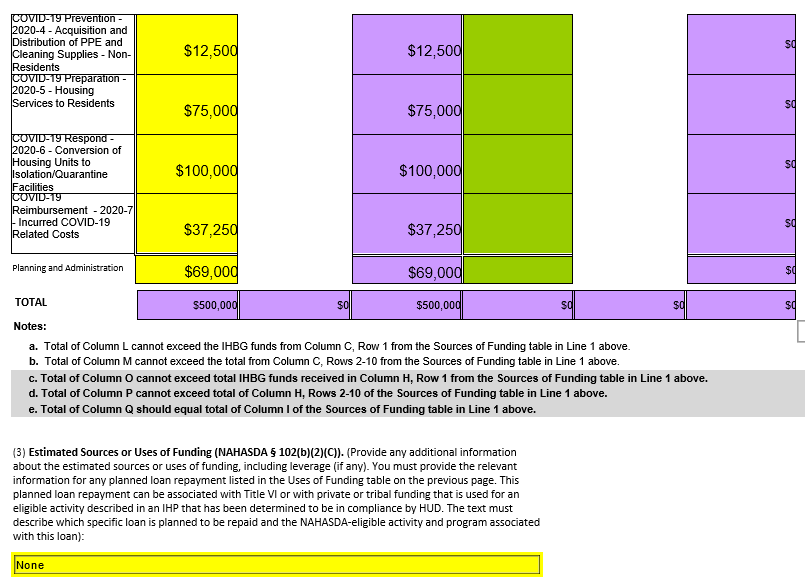 COVID-19 Prevention -
2020-4 - Acquisition and
Distribution of PPE and
Cleaning Supplies - Non-
Residents
$12,500
$12,500
$0
COVID-19 Preparation -
2020-5 - Housing
Services to Residents
$75,000
$75,000
$0
COVID-19 Respond -
2020-6 - Conversion of
Housing Units to
Isolation/Quarantine
Facilities
$100,000
$100,000
$0
COVID-19
Reimbursement - 2020-7
- Incurred COVID-19
Related Costs
$37,250
$37,250
$0
Planning and Administration
$69,000
$69,000
$0
TOTAL
$500,000
$0
$500,000
$0
$0
$0
Notes:
a. Total of Column L cannot exceed the IHBG funds from Column C, Row 1 from the Sources of Funding table in Line 1 above.
b. Total of Column M cannot exceed the total from Column C, Rows 2-10 from the Sources of Funding table in Line 1 above.
c. Total of Column O cannot exceed total IHBG funds received in Column H, Row 1 from the Sources of Funding table in Line 1 above.
d. Total of Column P cannot exceed total of Column H, Rows 2-10 of the Sources of Funding table in Line 1 above.
e. Total of Column Q should equal total of Column I of the Sources of Funding table in Line 1 above.
(3) Estimated Sources or Uses of Funding (NAHASDA § 102(b)(2)(C)). (Provide any additional information
about the estimated sources or uses of funding, including leverage (if any). You must provide the relevant
information for any planned loan repayment listed in the Uses of Funding table on the previous page. This
planned loan repayment can be associated with Title VI or with private or tribal funding that is used for an
eligible activity described in an IHP that has been determined to be in compliance by HUD. The text must
describe which specific loan is planned to be repaid and the NAHASDA-eligible activity and program associated
with this loan):
None